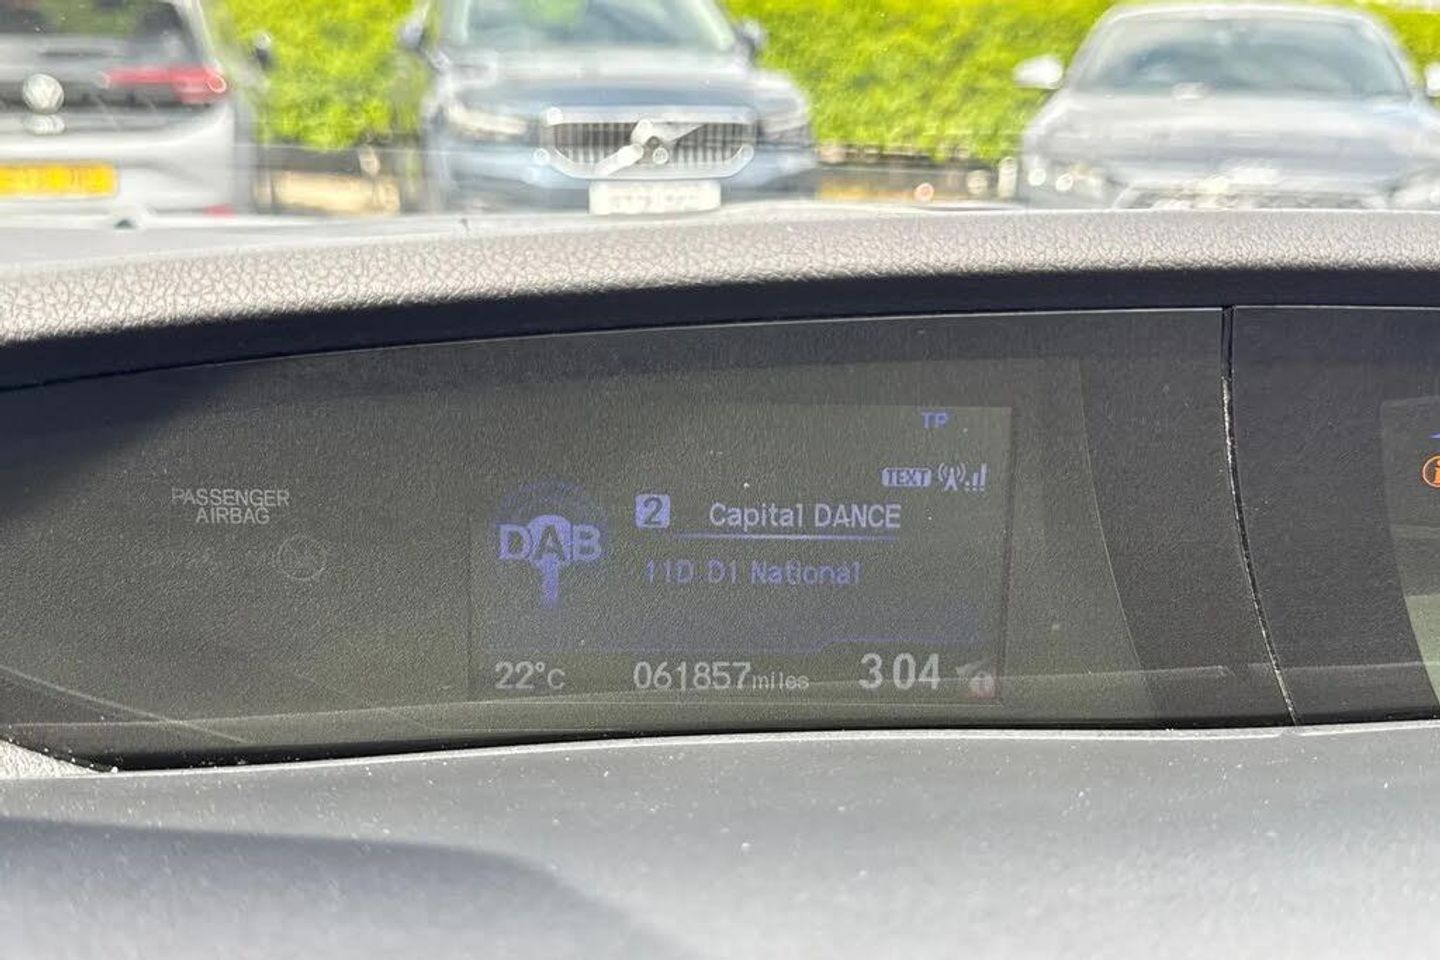 PASSENGER
AIRBAG
TP
TEXT
DAB
2 Capital DANCE
11D D1 National
22°C 061857miles 3:04